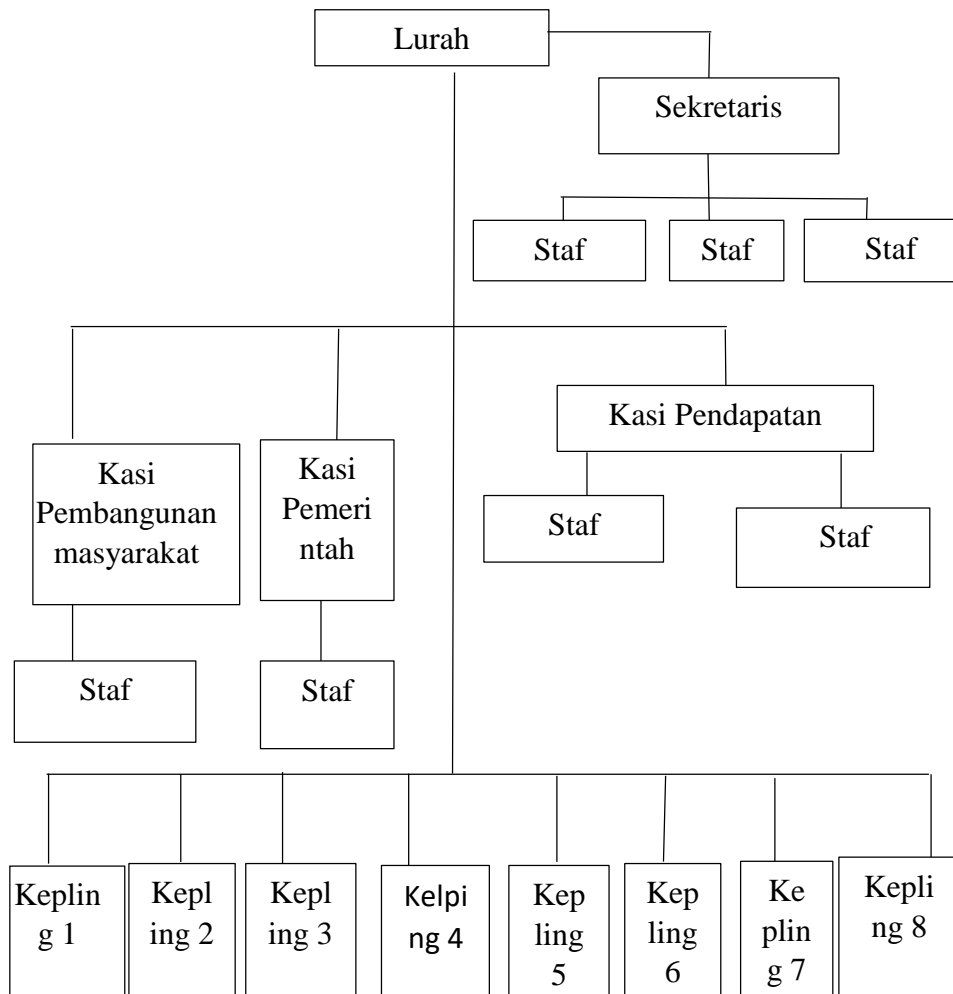 Lurah
Sekretaris
Staf
Staf
Staf
Kasi Pendapatan
Kasi
Pembangunan
masyarakat
Kasi
Pemeri
ntah
Staf
Staf
Staf
Staf
Keplin
g 1
Kepl
ing 2
Kepl
ing 3
Kelpi
ng 4
Kep
ling
5
Kep
ling
6
Ke
plin
g 7
Kepli
ng 8